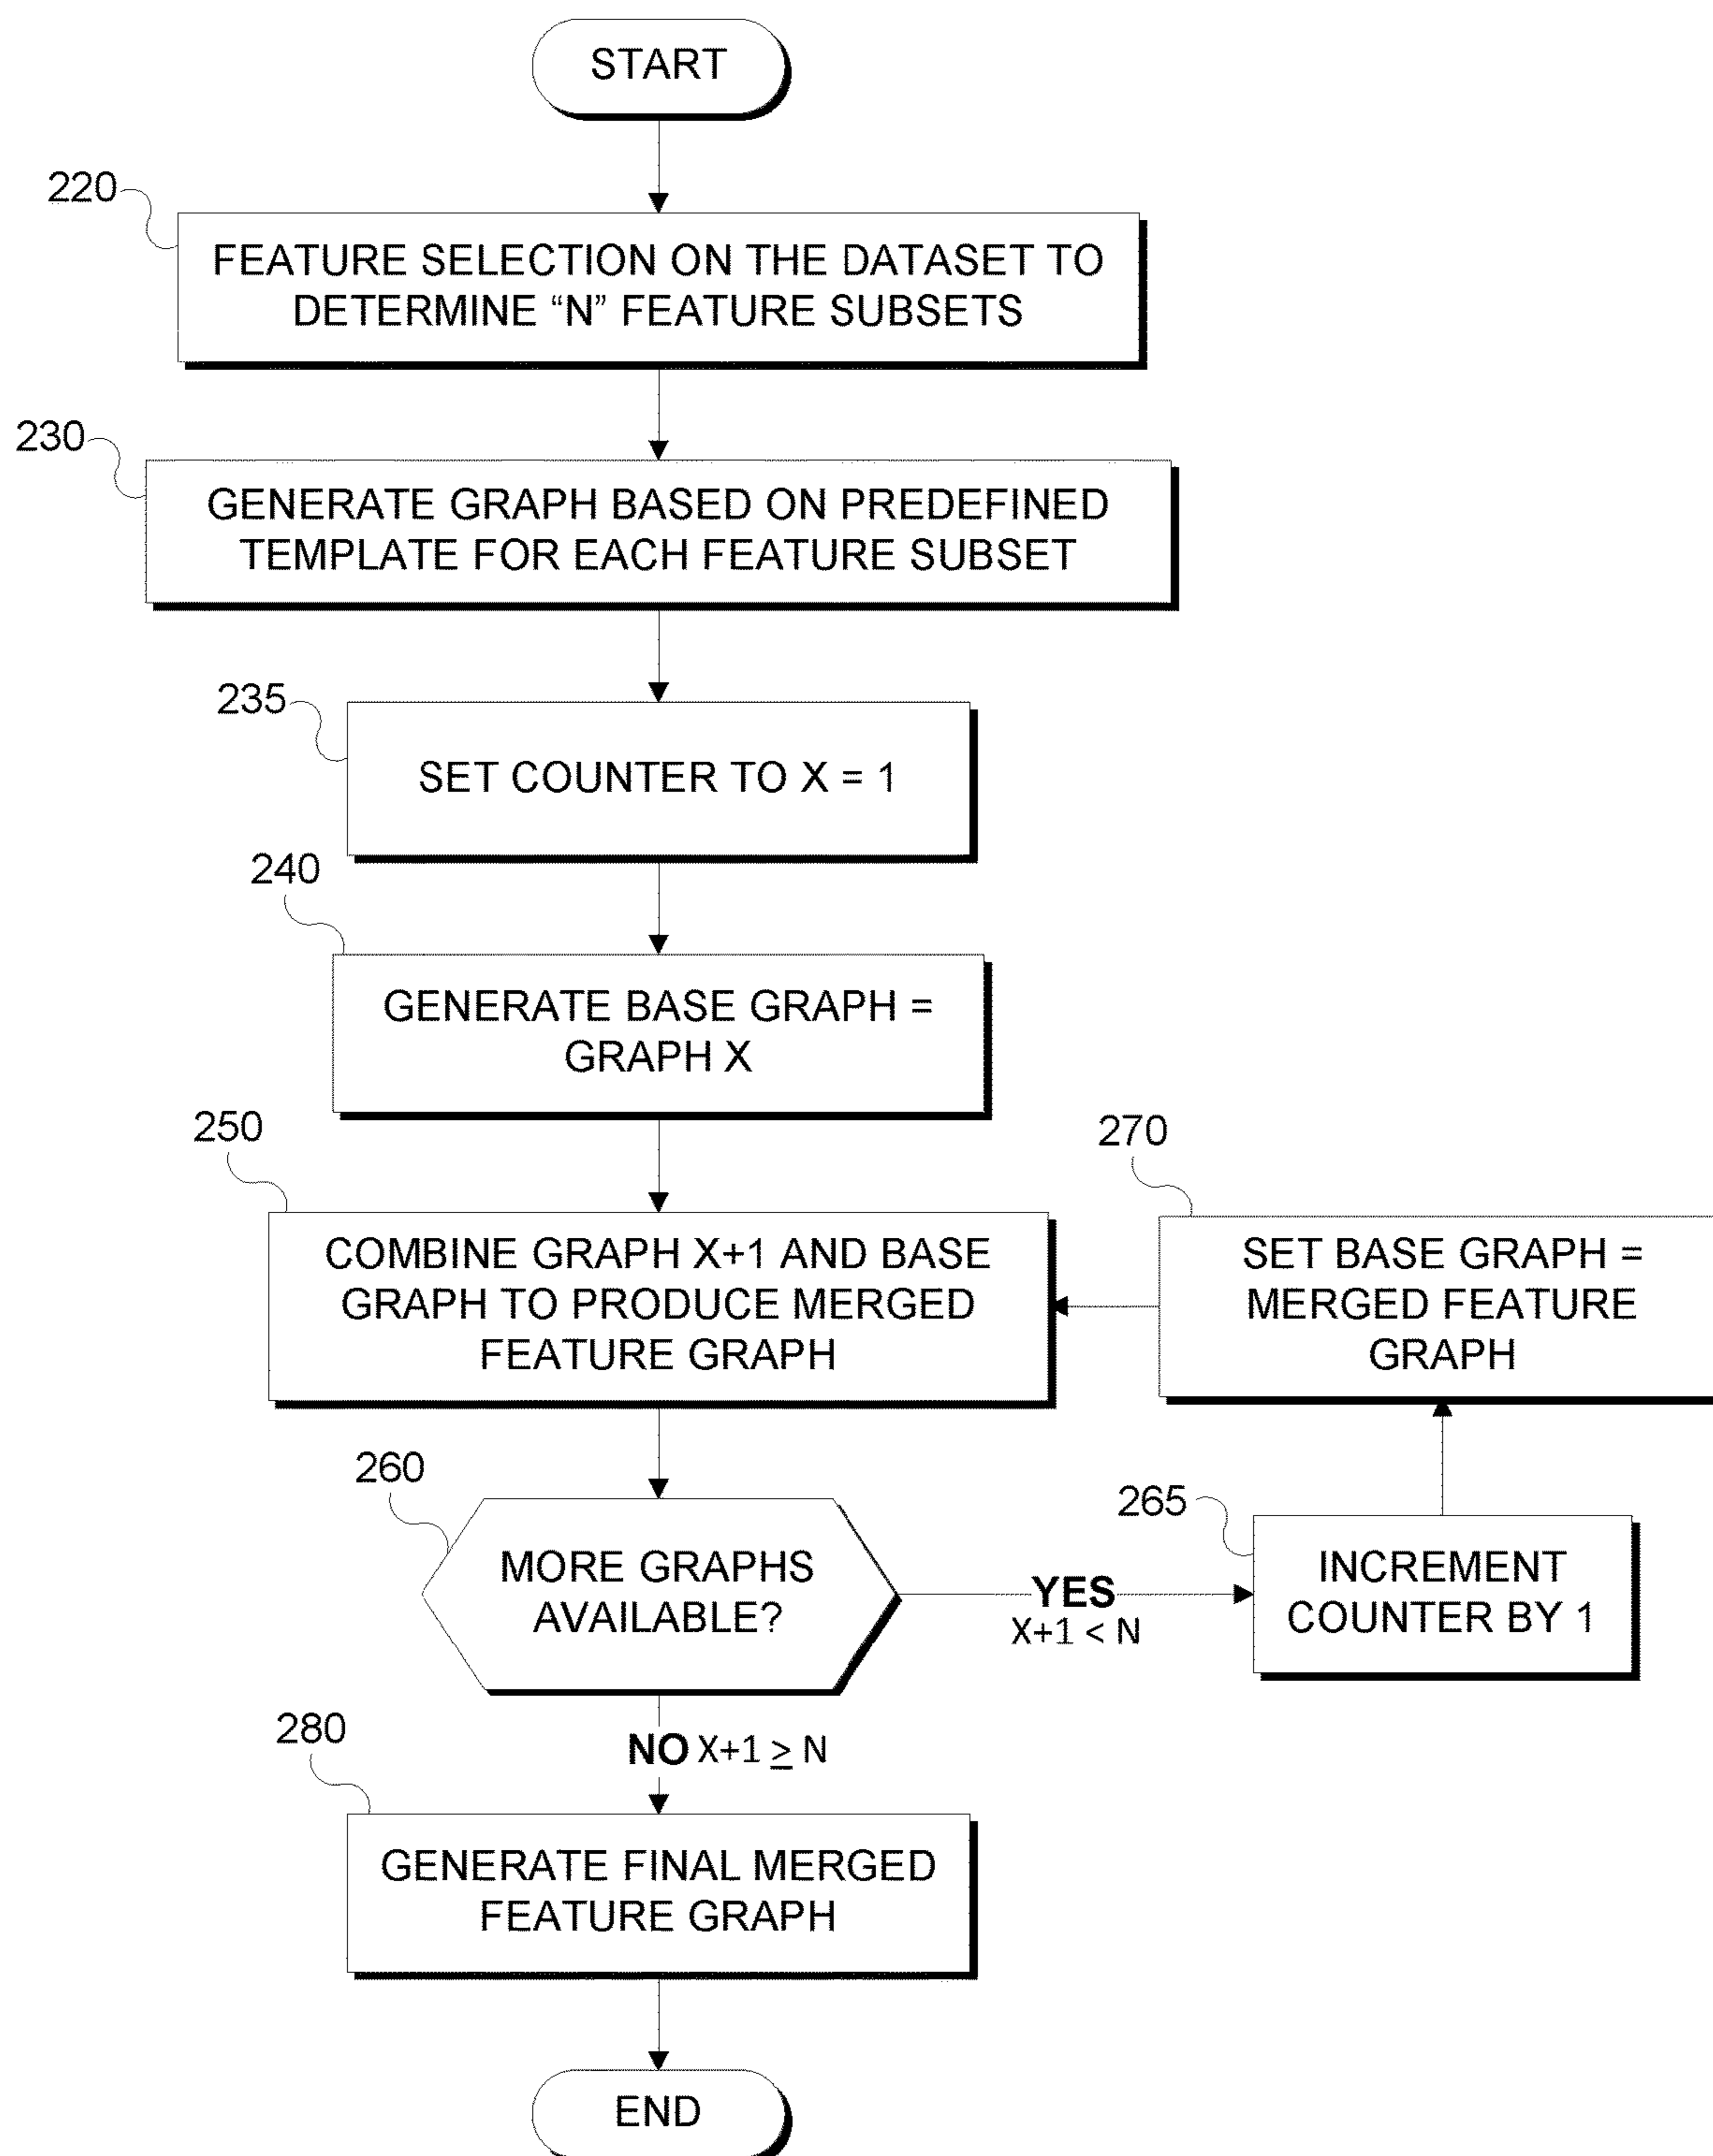 START
220
FEATURE SELECTION ON THE DATASET TO
DETERMINE “N” FEATURE SUBSETS
230
GENERATE GRAPH BASED ON PREDEFINED
TEMPLATE FOR EACH FEATURE SUBSET
235
SET COUNTER TO X = 1
240
GENERATE BASE GRAPH =
GRAPH X
250
COMBINE GRAPH X+1 AND BASE
GRAPH TO PRODUCE MERGED
FEATURE GRAPH
270
SET BASE GRAPH =
MERGED FEATURE
GRAPH
260
MORE GRAPHS
AVAILABLE?
YES
X+1 < N
265
INCREMENT
COUNTER BY 1
NO X+1 ≥ N
280
GENERATE FINAL MERGED
FEATURE GRAPH
END